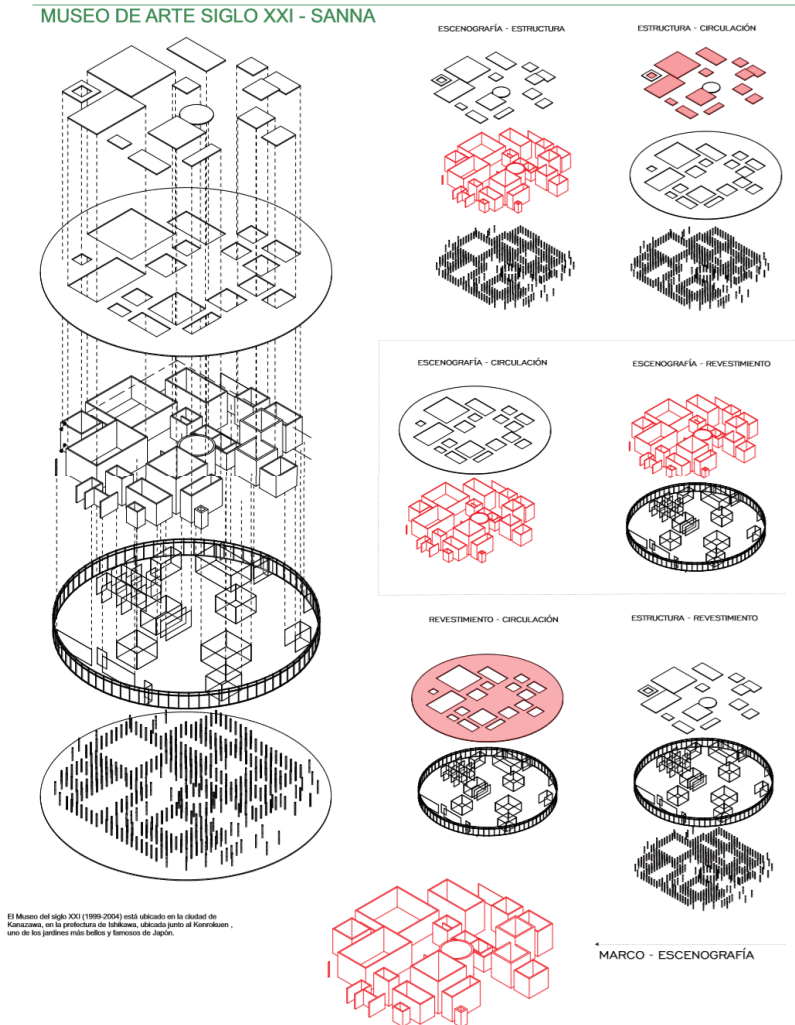 MUSEO DE ARTE SIGLO XXI - SANNA
ESCENOGRAFÍA - ESTRUCTURA
ESTRUCTURA - CIRCULACIÓN
ESCENOGRAFÍA - CIRCULACIÓN
ESCENOGRAFÍA - REVESTIMIENTO
REVESTIMIENTO - CIRCULACIÓN
ESTRUCTURA - REVESTIMIENTO
El Museo del siglo XXI (1999-2004) está ubicado en la ciudad de
Kanazawa, en la prefectura de Ishikawa, ubicada junto al Kenrokuen ,
uno de los jardines más bellos y famosos de Japón.
MARCO - ESCENOGRAFÍA